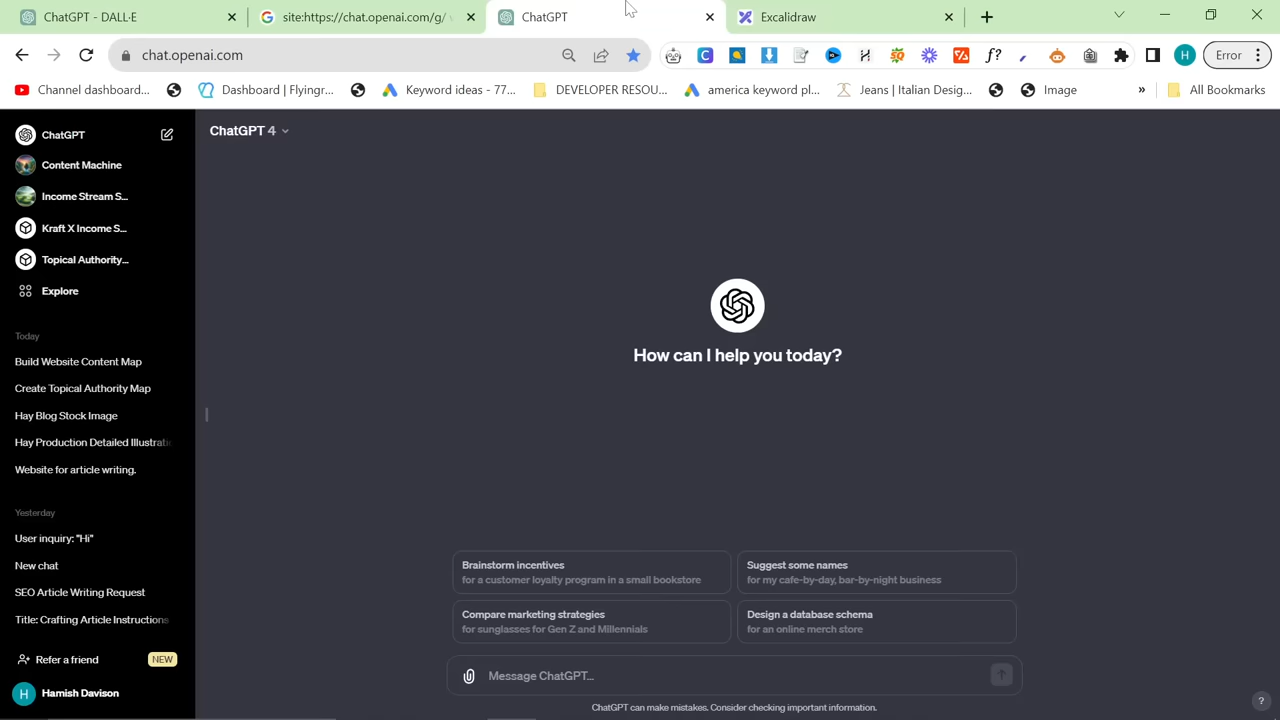 ChatGPT - DALL·E
site:https://chat.openai.com/g/
ChatGPT
Excalidraw
chat.openai.com
Error
Channel dashboard...
Dashboard | Flyingr...
Keyword ideas - 77...
DEVELOPER RESOU...
america keyword pl...
Jeans | Italian Desig...
Image
»
All Bookmarks
ChatGPT
ChatGPT 4
Content Machine
Income Stream S...
Kraft X Income S...
Topical Authority...
Explore
Today
Build Website Content Map
Create Topical Authority Map
Hay Blog Stock Image
Hay Production Detailed Illustrati
Website for article writing.
Yesterday
User inquiry: "Hi"
New chat
SEO Article Writing Request
Title: Crafting Article Instructions
Refer a friend
NEW
Hamish Davison
How can I help you today?
Brainstorm incentives
for a customer loyalty program in a small bookstore
Suggest some names
for my cafe-by-day, bar-by-night business
Compare marketing strategies
for sunglasses for Gen Z and Millennials
Design a database schema
for an online merch store
Message ChatGPT...
ChatGPT can make mistakes. Consider checking important information.
?